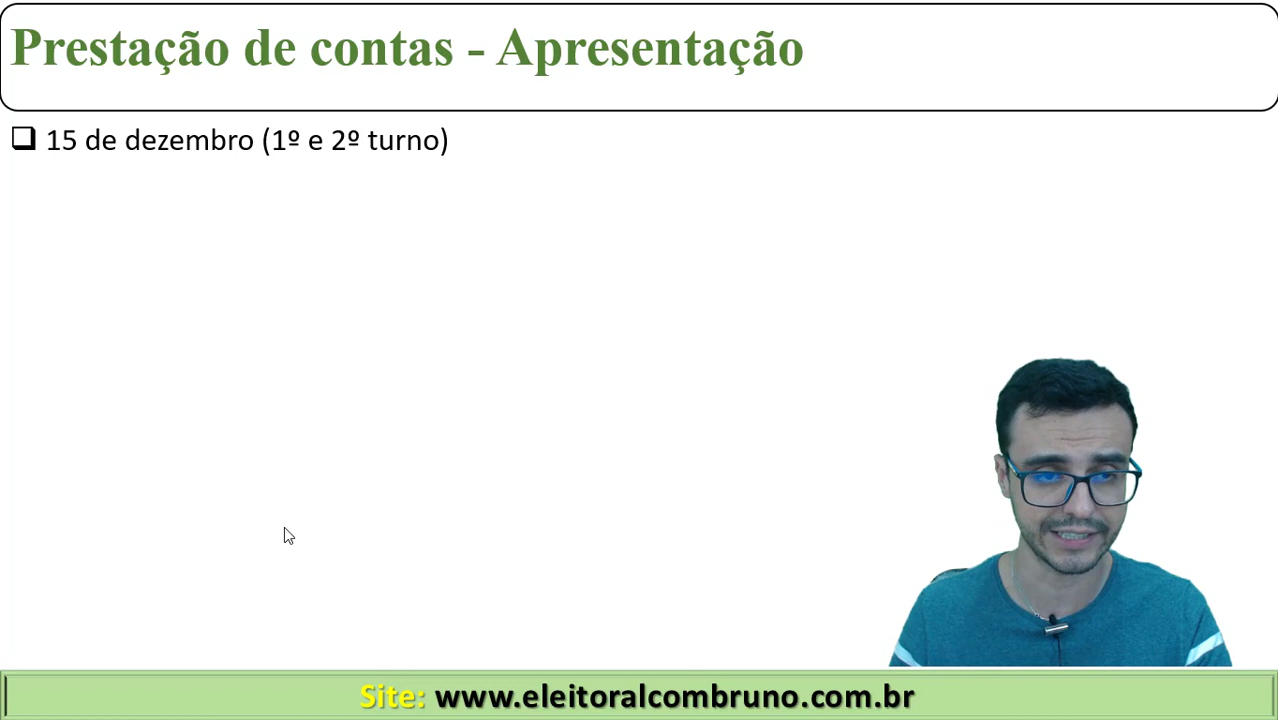 Prestação de contas - Apresentação
15 de dezembro (1º e 2º turno)
Site: www.eleitoralcombruno.com.br